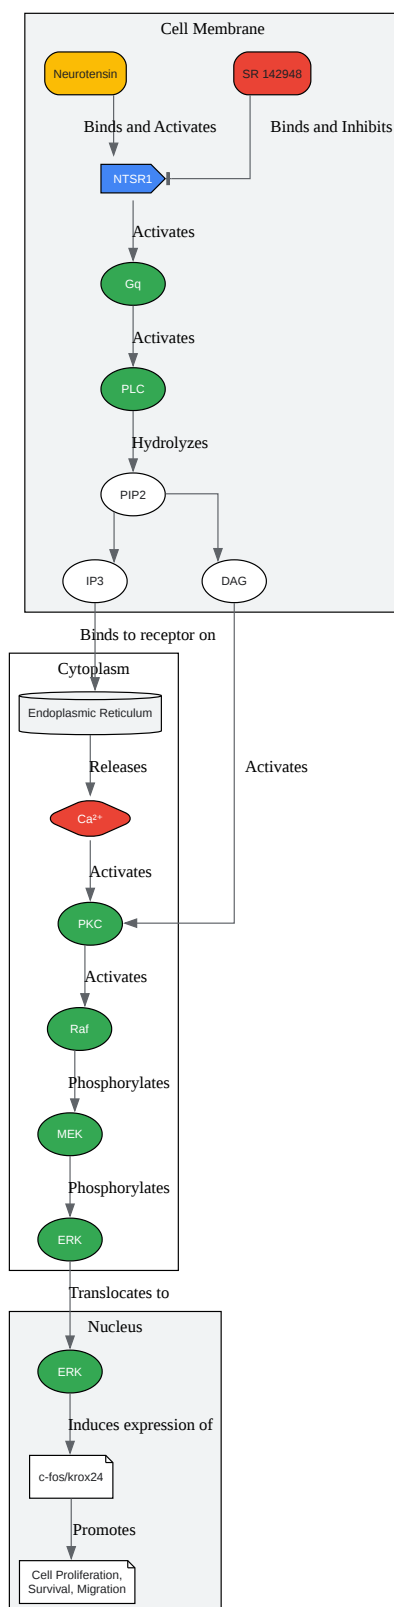 Cell Membrane
Neurotensin
SR 142948
Binds and Activates
Binds and Inhibits
NTSR1
Activates
Gq
Activates
PLC
Hydrolyzes
PIP2
IP3
DAG
Binds to receptor on
Cytoplasm
Endoplasmic Reticulum
Releases
Activates
Ca²⁺
Activates
PKC
Activates
Raf
Phosphorylates
MEK
Phosphorylates
ERK
Translocates to
Nucleus
ERK
Induces expression of
c-fos/krox24
Promotes
Cell Proliferation,
Survival, Migration